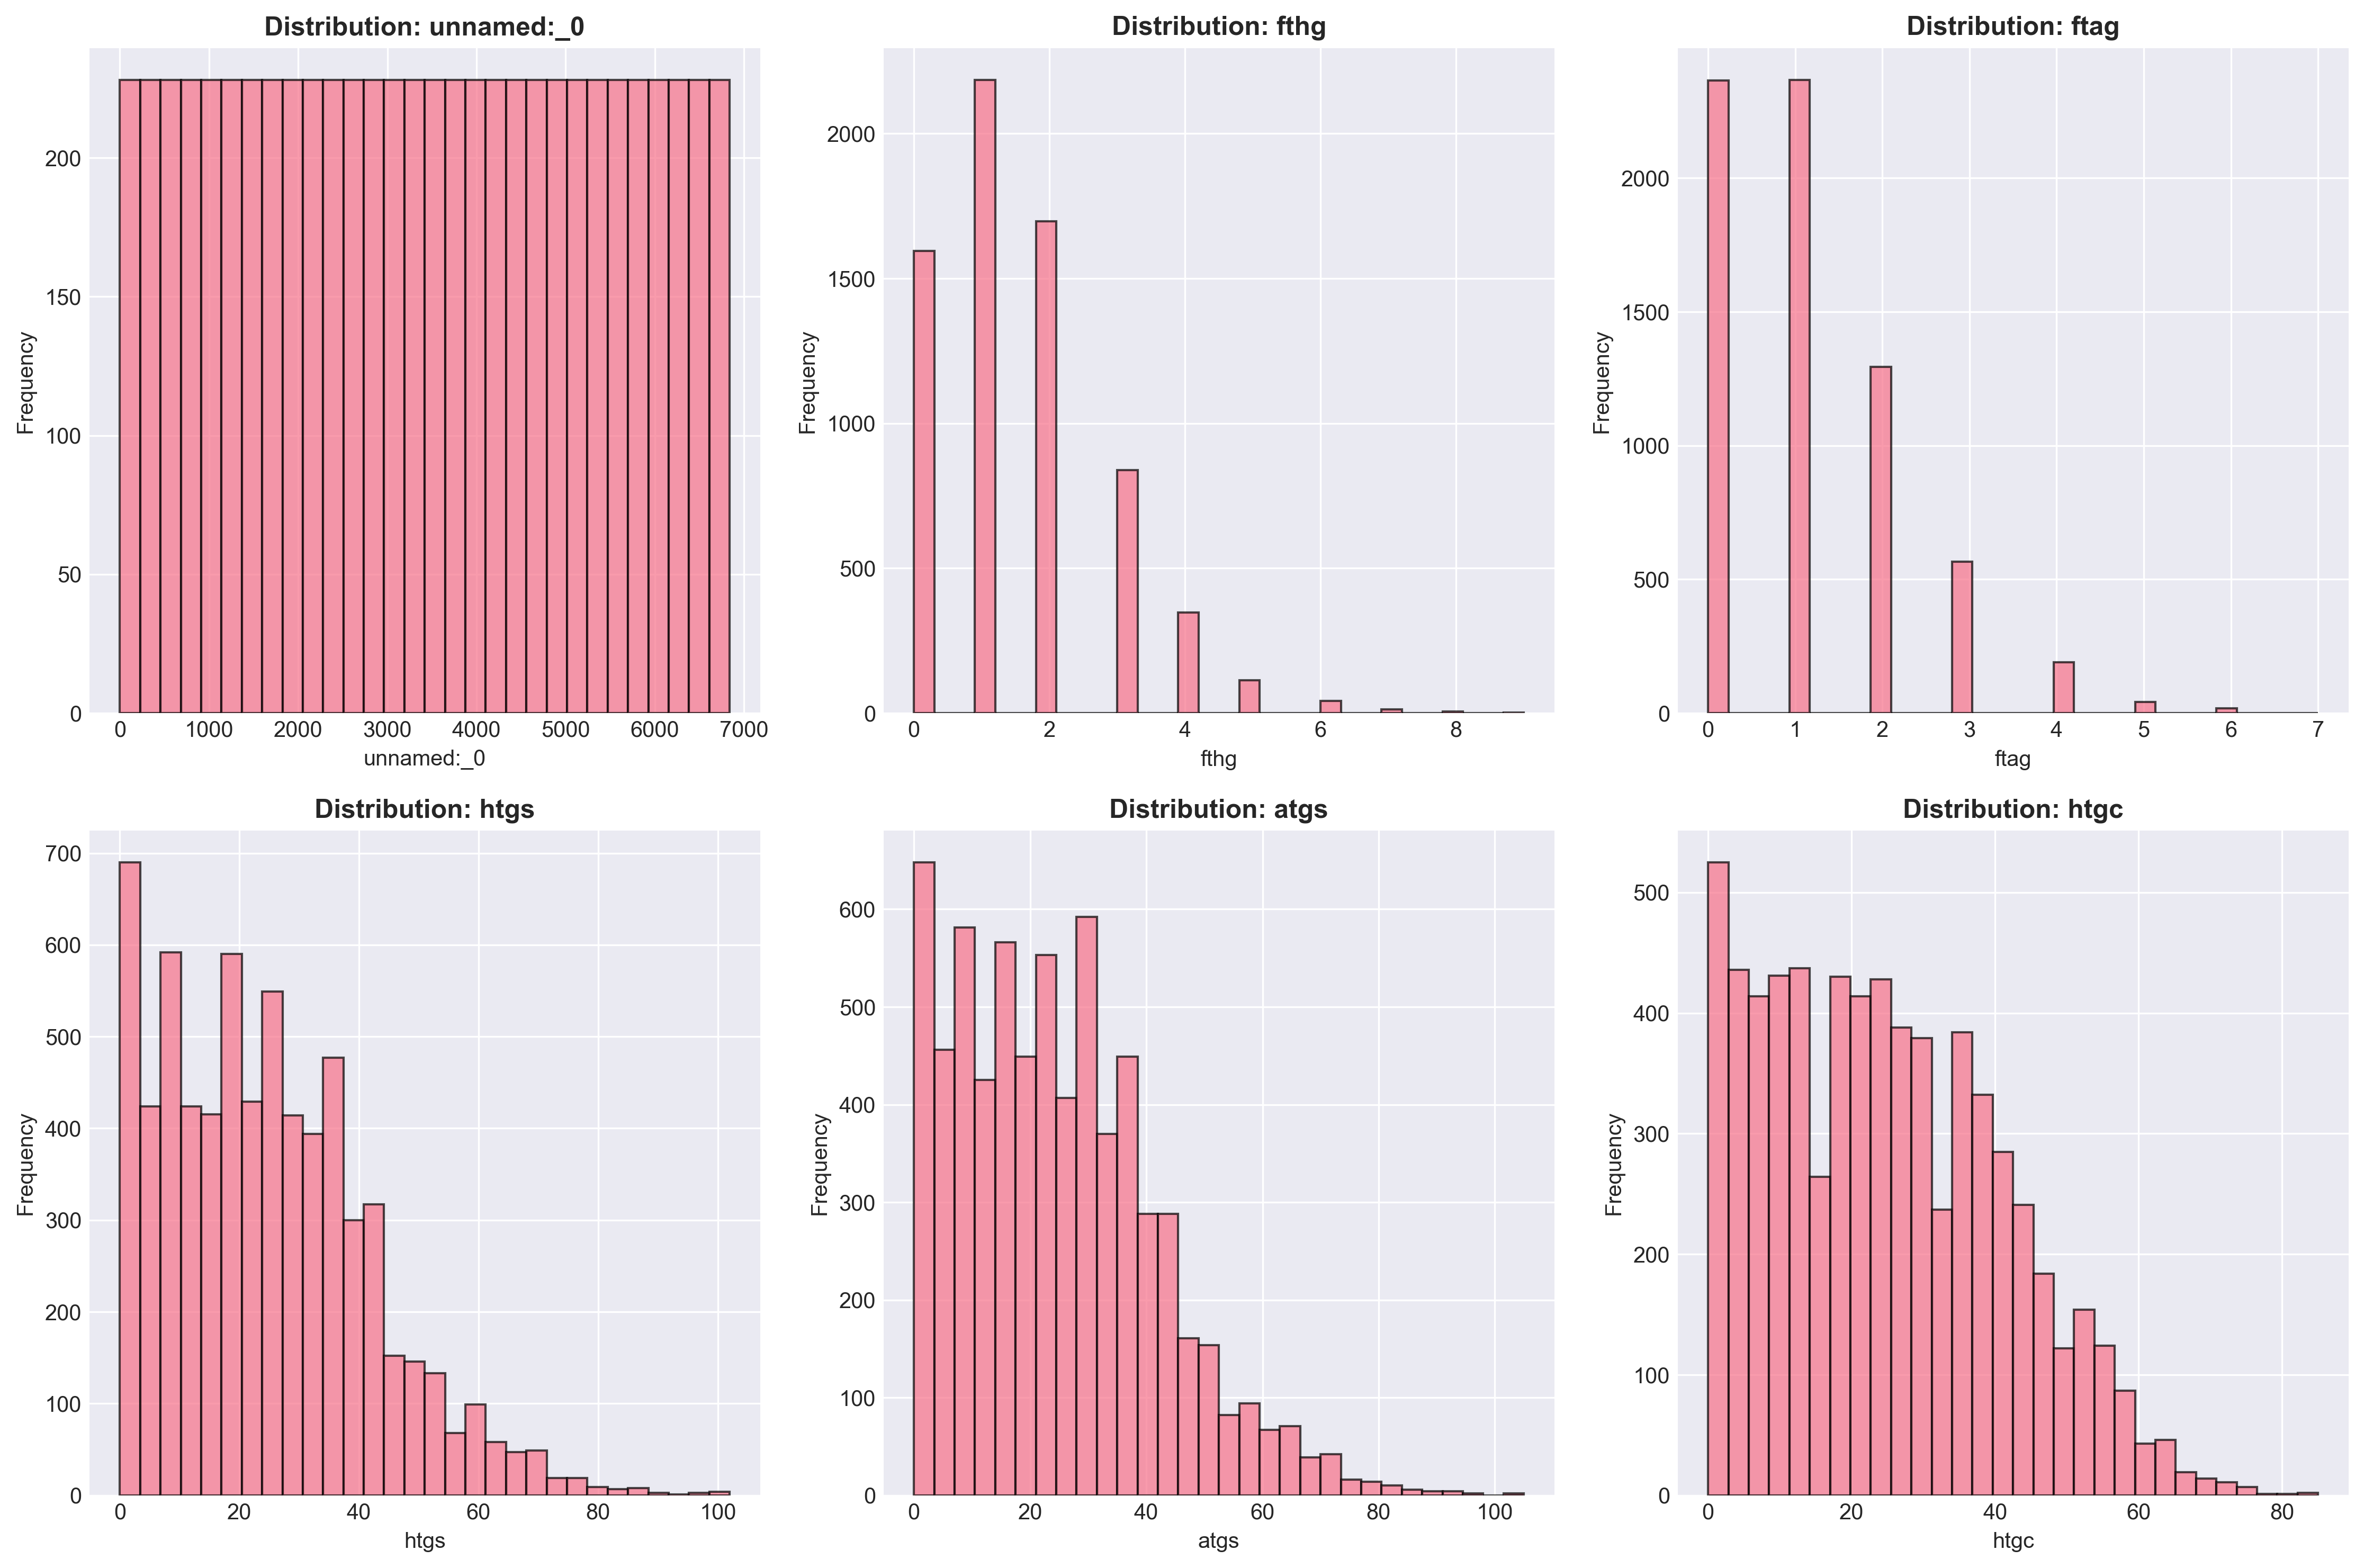 Distribution: unnamed:_0
Frequency
200
150
100
50
0
0 1000 2000 3000 4000 5000 6000 7000
unnamed:_0
Distribution: fthg
Frequency
2000
1500
1000
500
0
0 2 4 6 8
fthg
Distribution: ftag
Frequency
2000
1500
1000
500
0
0 1 2 3 4 5 6 7
ftag
Distribution: htgs
Frequency
700
600
500
400
300
200
100
0
0 20 40 60 80 100
htgs
Distribution: atgs
Frequency
600
500
400
300
200
100
0
0 20 40 60 80 100
atgs
Distribution: htgc
Frequency
500
400
300
200
100
0
0 20 40 60 80
htgc